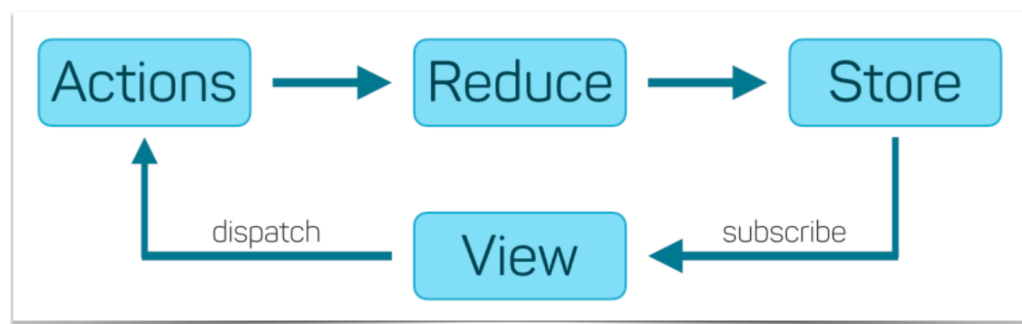 Actions
Reduce
Store
dispatch
subscribe
View